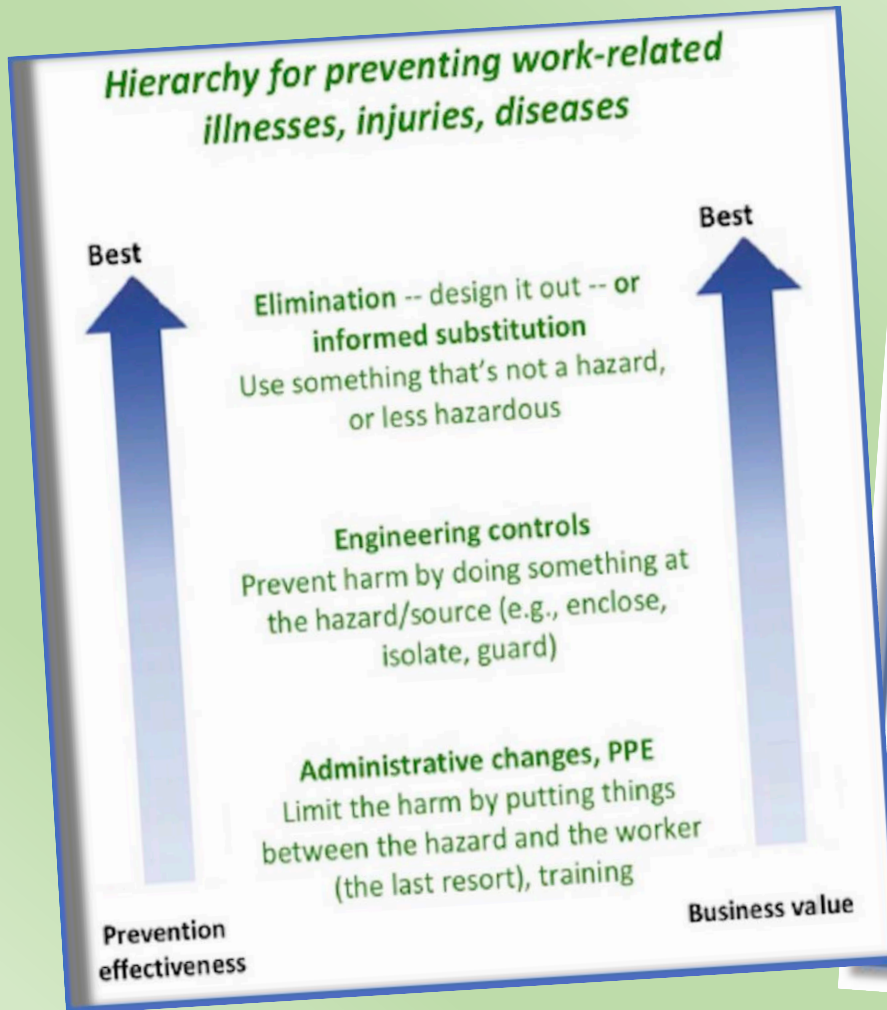 Hierarchy for preventing work-related
illnesses, injuries, diseases
Best
Best
Elimination -- design it out -- or
informed substitution
Use something that's not a hazard,
or less hazardous
Engineering controls
Prevent harm by doing something at
the hazard/source (e.g., enclose,
isolate, guard)
Administrative changes, PPE
Limit the harm by putting things
between the hazard and the worker
(the last resort), training
Prevention
effectiveness
Business value